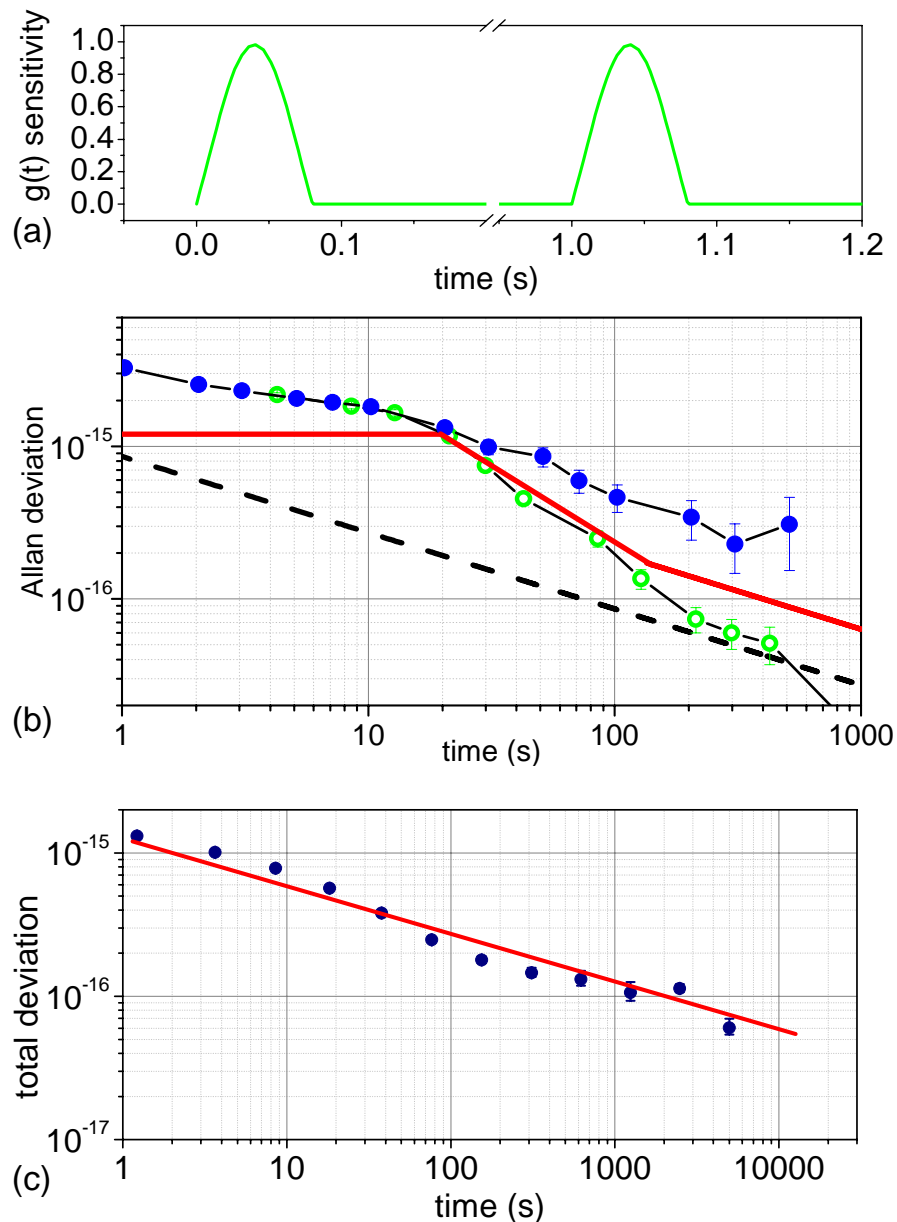 1.0
0.8
0.6
0.4
0.2
0.0
g(t) sensitivity
0.0 0.1 1.0 1.1 1.2
time (s)
(a)
10-15
10-16
Allan deviation
1 10 100 1000
time (s)
(b)
10-15
10-16
10-17
total deviation
1 10 100 1000 10000
time (s)
(c)